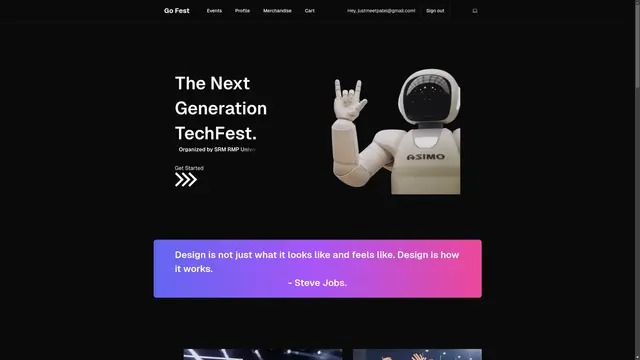 Go Fest
Events
Profile
Merchandise
Cart
Hey, justmeetpatel@gmail.com!
Sign out
The Next
Generation
TechFest.
Organized by SRM RMP
Get Started
ASIMO
Design is not just what it looks like and feels like. Design is how
it works.
- Steve Jobs.